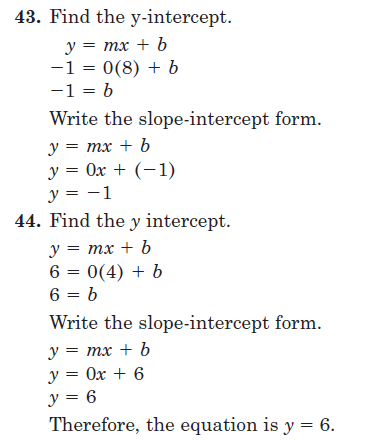 43. Find the y-intercept.
y = mx + b
−1 = 0(8) + b
−1 = b
Write the slope-intercept form.
y = mx + b
y = 0x + (−1)
y = −1
44. Find the y intercept.
y = mx + b
6 = 0(4) + b
6 = b
Write the slope-intercept form.
y = mx + b
y = 0x + 6
y = 6
Therefore, the equation is y = 6.